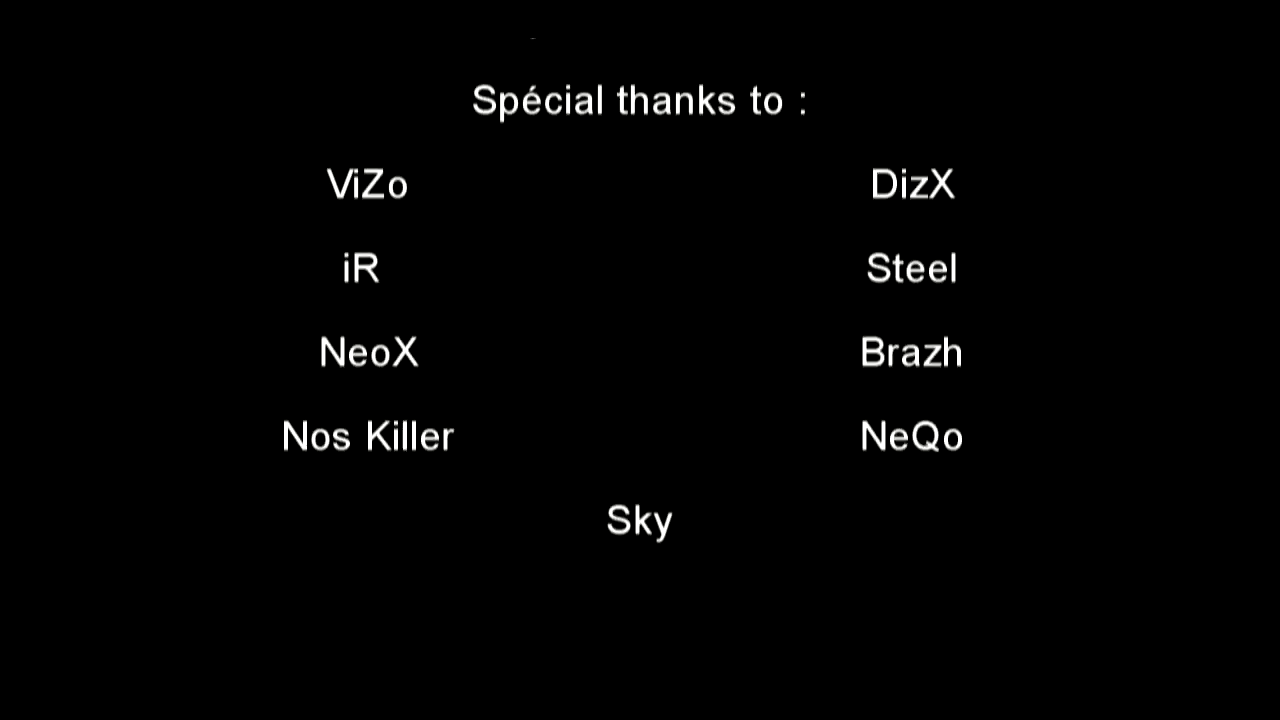 Spécial thanks to :
ViZo DizX
iR Steel
NeoX Brazh
Nos Killer NeQo
Sky